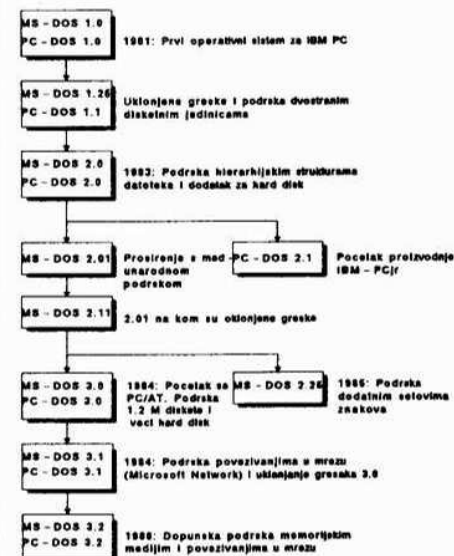 MS - DOS 1.0
PC - DOS 1.0
1981: Prvi operativni sistem za IBM PC
MS - DOS 1.25
PC - DOS 1.1
Uklonjene greske i podrska dvostranim
disketnim jedinicama
MS - DOS 2.0
PC - DOS 2.0
1983: Podrska hierarhijskim strukturama
datoteka i dodatak za hard disk
MS - DOS 2.01
Prosirenje s med -
unarodnom
podrskom
PC - DOS 2.1
Pocetak proizvodnje
IBM - PCjr
MS - DOS 2.11
2.01 na kom su oklonjene greske
MS - DOS 3.0
PC - DOS 3.0
1984: Pocetak sa
PC/AT. Podrska
1.2 M diskete i
veci hard disk
MS - DOS 2.25
1985: Podrska
dodatnim setovima
znakova
MS - DOS 3.1
PC - DOS 3.1
1984: Podrska povezivanjima u mrezu
(Microsoft Network) i uklanjanje gresaka 3.0
MS - DOS 3.2
PC - DOS 3.2
1986: Dopunska podrska memorijskim
medijim i povezivanjima u mrezu